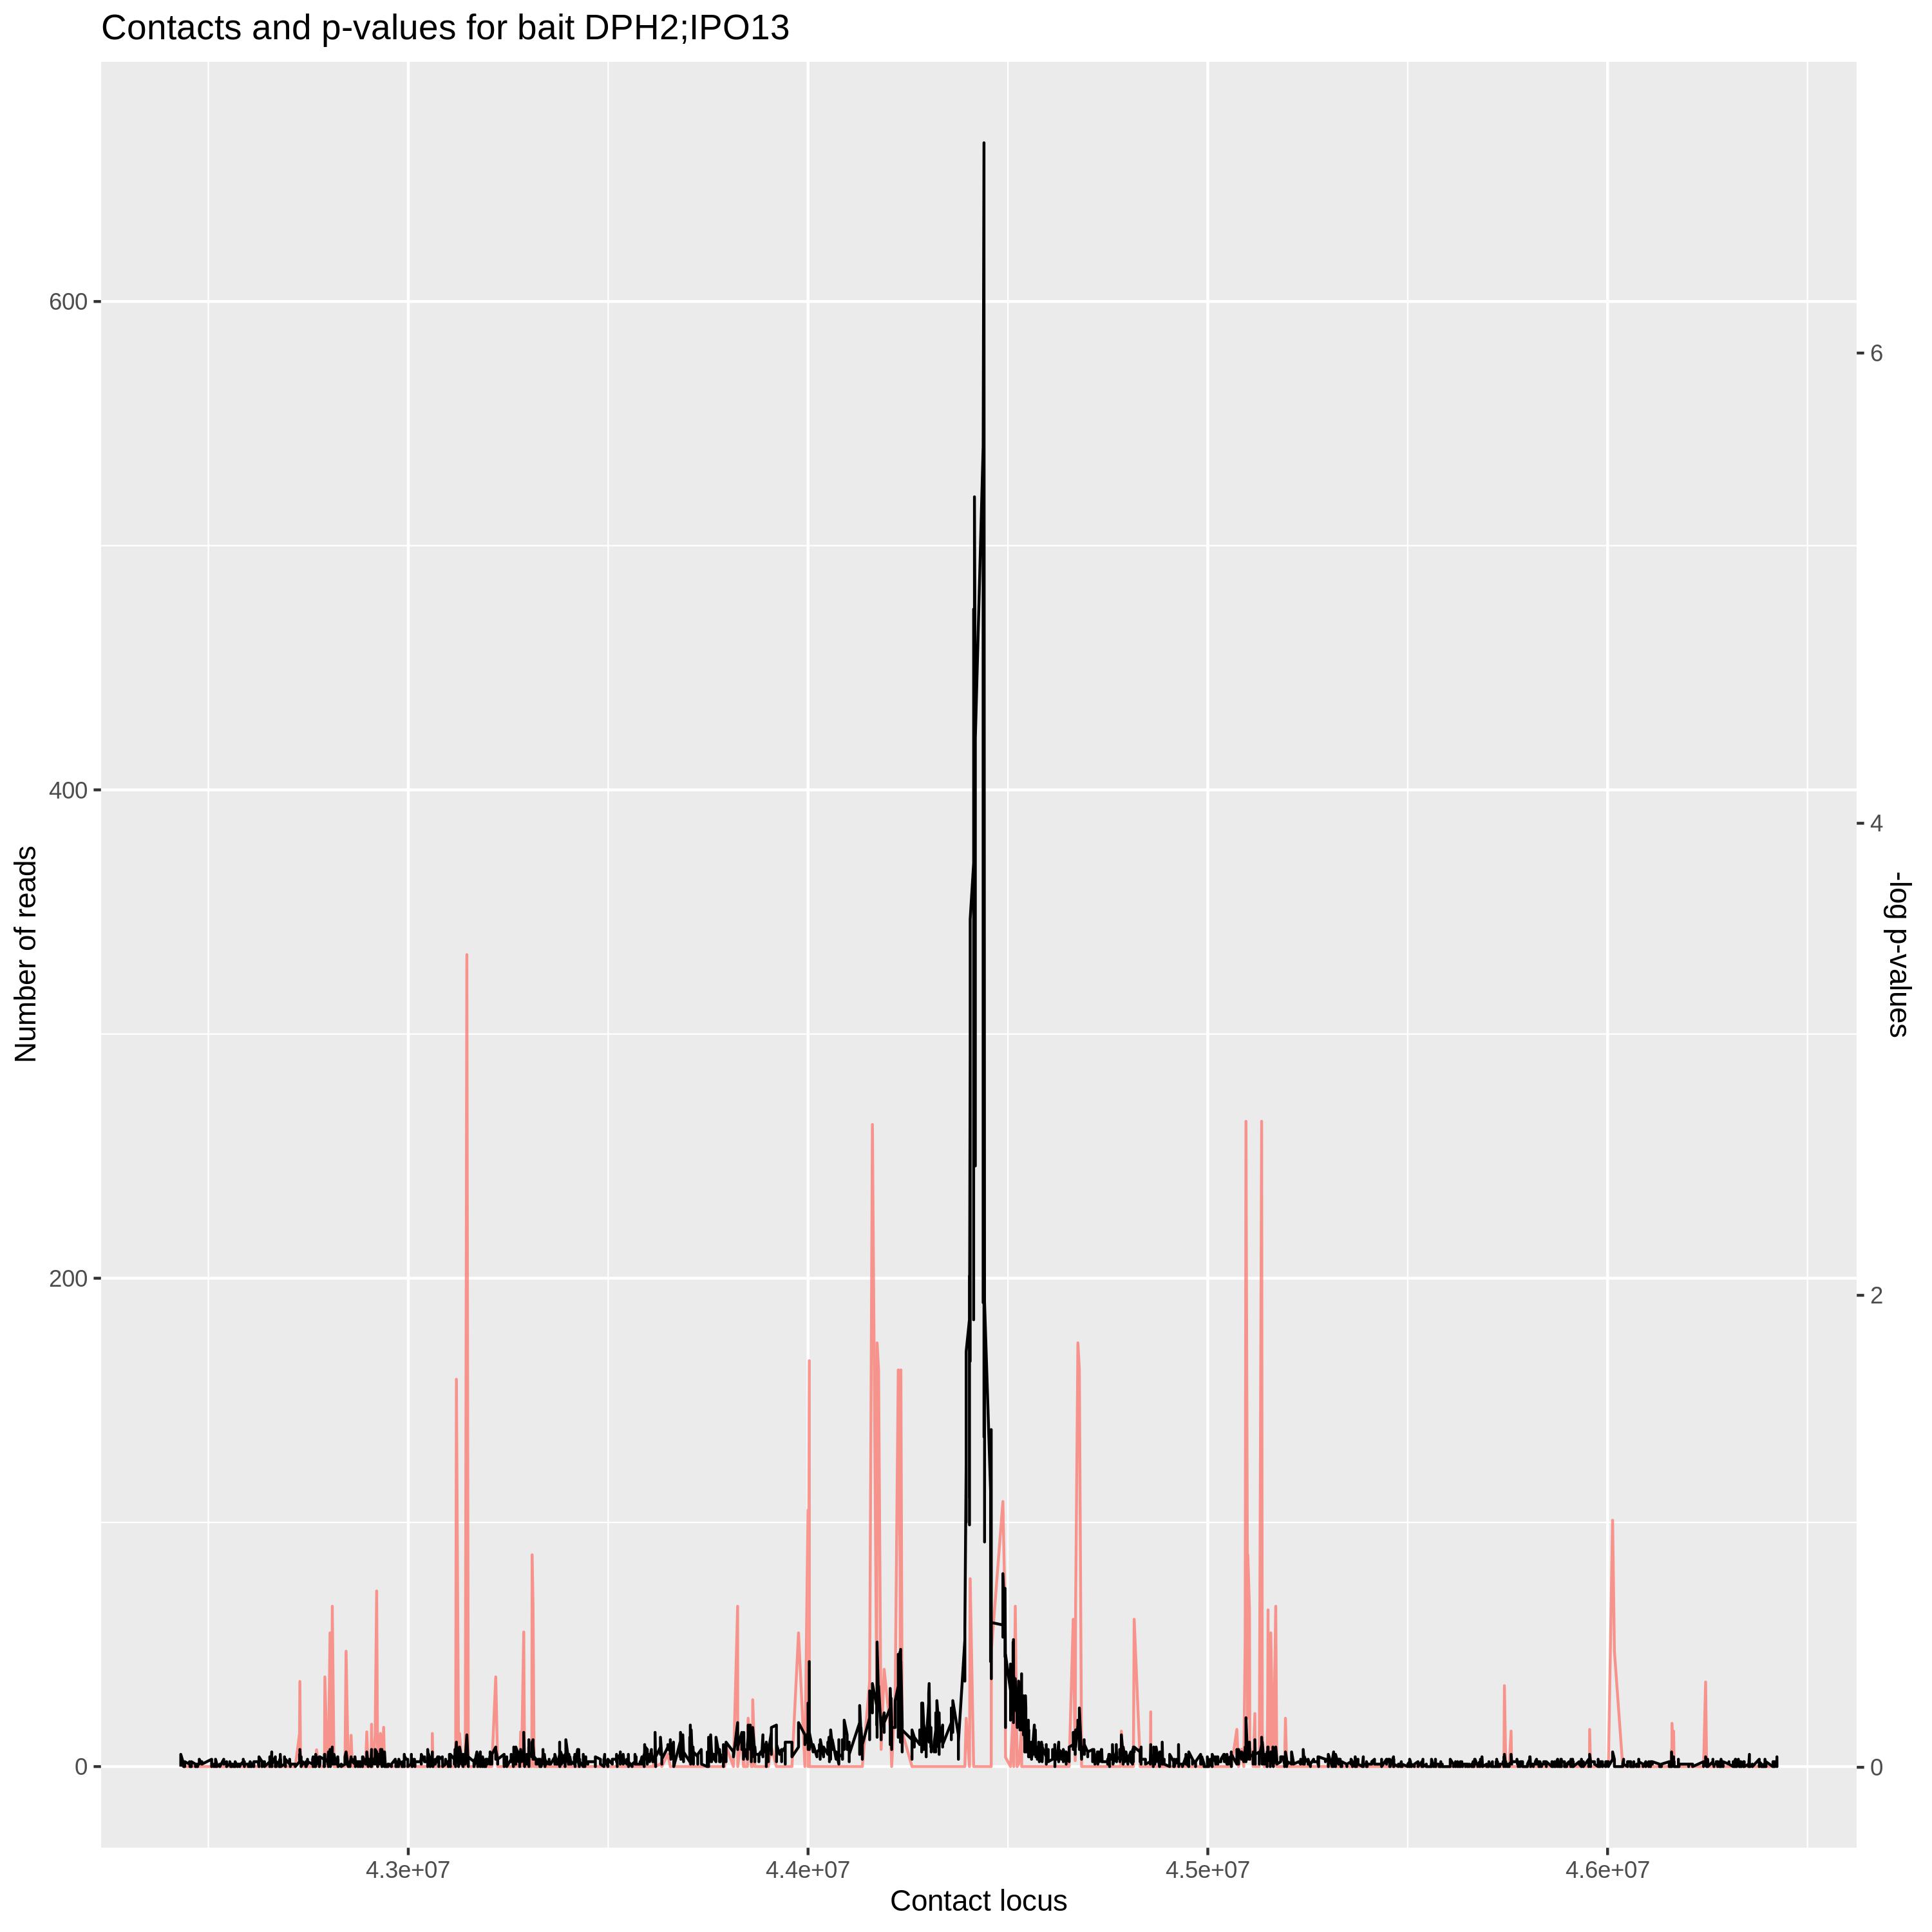 Contacts and p-values for bait DPH2;IPO13
600
400
200
0
Number of reads
6
4
2
0
-log p-values
4.3e+07
4.4e+07
4.5e+07
4.6e+07
Contact locus